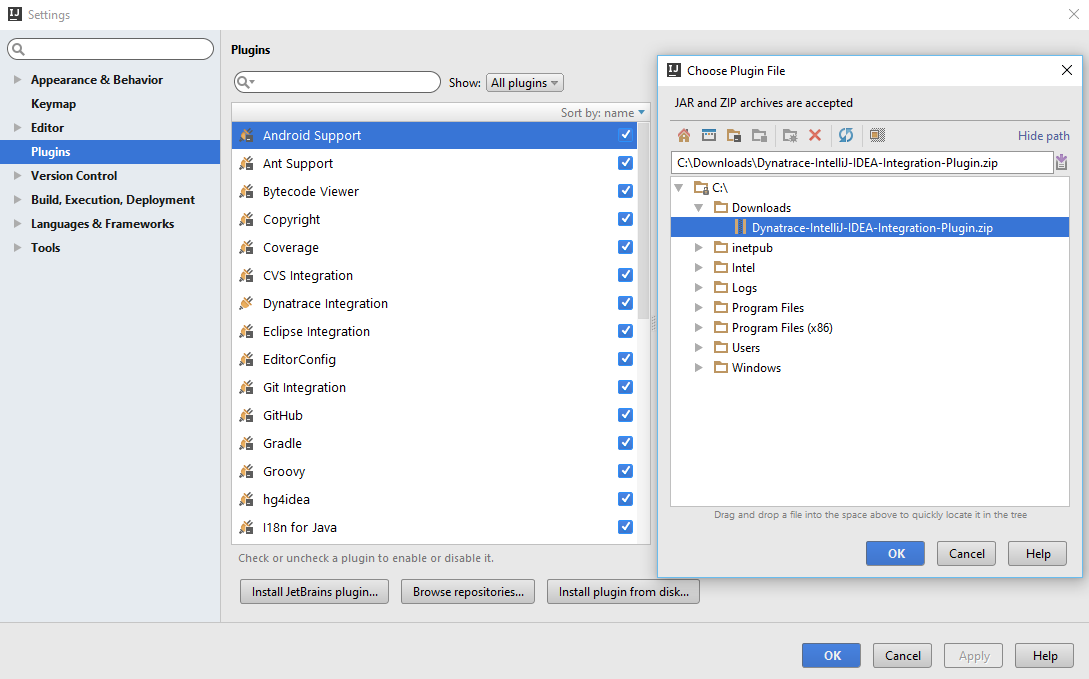 IJ Settings
Appearance & Behavior
Keymap
Editor
Plugins
Version Control
Build, Execution, Deployment
Languages & Frameworks
Tools
Plugins
Show: All plugins
Sort by: name
Android Support
Ant Support
Bytecode Viewer
Copyright
Coverage
CVS Integration
Dynatrace Integration
Eclipse Integration
EditorConfig
Git Integration
GitHub
Gradle
Groovy
hg4idea
I18n for Java
Check or uncheck a plugin to enable or disable it.
Install JetBrains plugin... Browse repositories... Install plugin from disk...
IJ Choose Plugin File
JAR and ZIP archives are accepted
Hide path
C:\Downloads\Dynatrace-IntelliJ-IDEA-Integration-Plugin.zip
C:\
Downloads
Dynatrace-IntelliJ-IDEA-Integration-Plugin.zip
inetpub
Intel
Logs
Program Files
Program Files (x86)
Users
Windows
Drag and drop a file into the space above to quickly locate it in the tree
OK Cancel Help
OK Cancel Apply Help